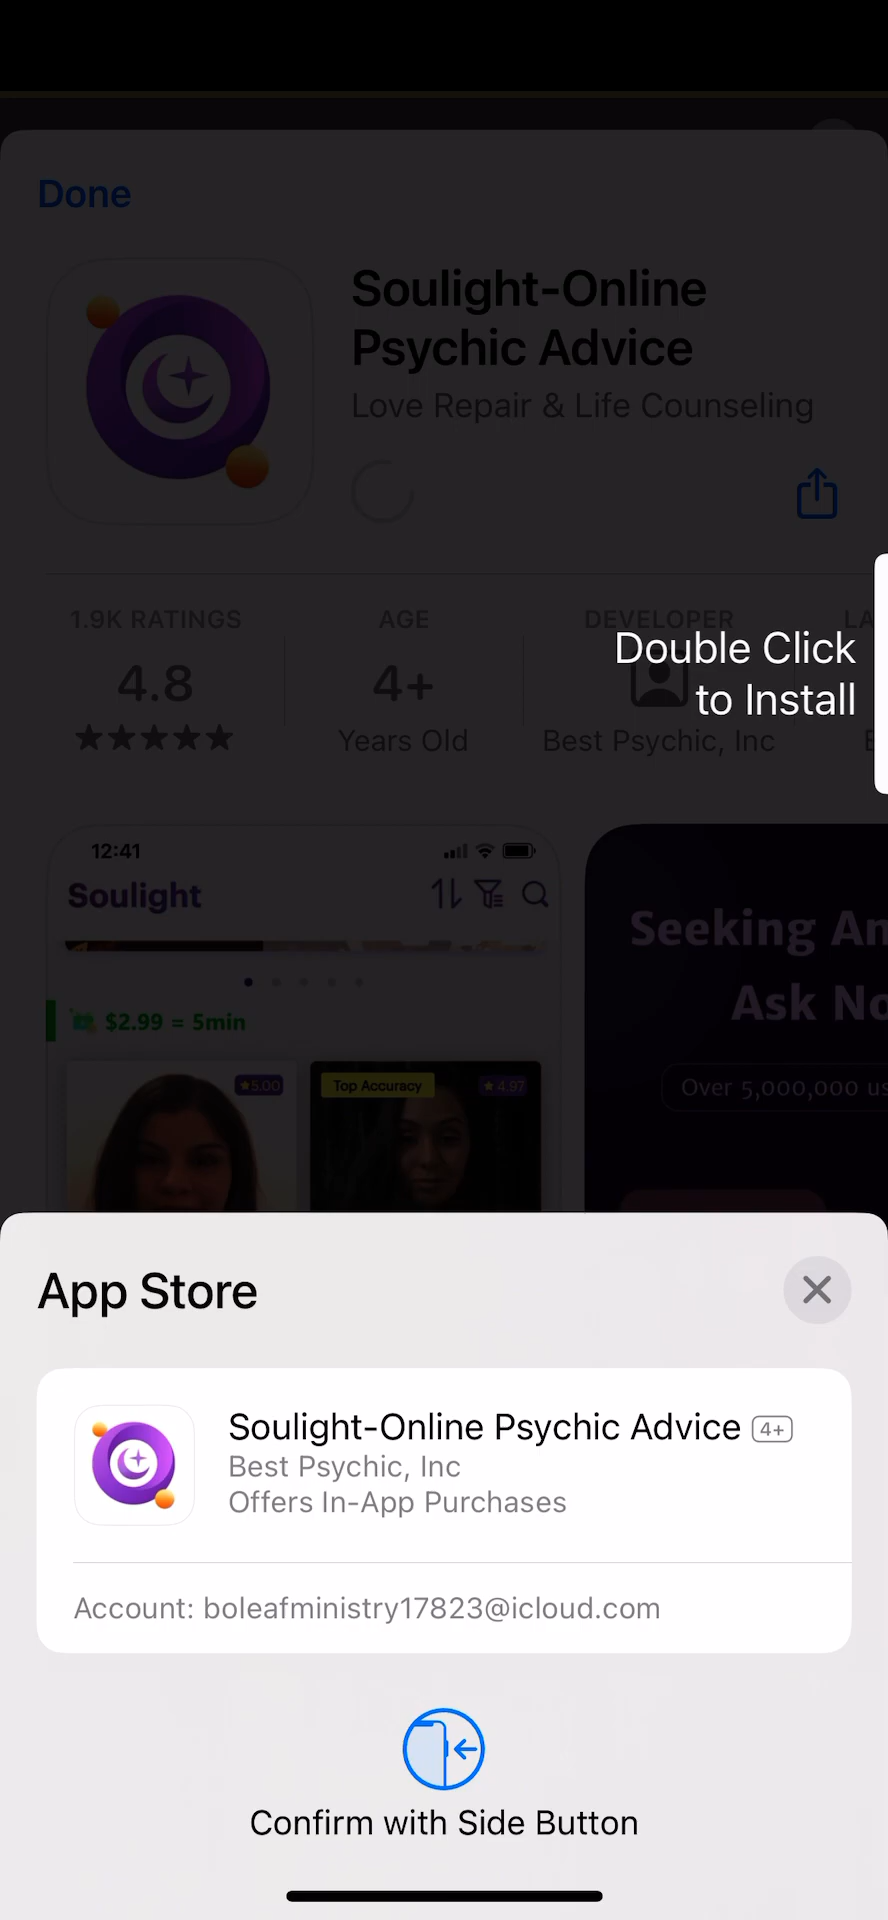 Done
Soulight-Online
Psychic Advice
Love Repair & Life Counseling
1.9K RATINGS
4.8
AGE
4+
Years Old
DEVELOPER
Best Psychic, Inc
LA
Double Click
to Install
12:41
Soulight
$2.99 = 5min
5.00
Top Accuracy
4.97
Seeking An
Ask No
Over 5,000,000 us
App Store
Soulight-Online Psychic Advice 4+
Best Psychic, Inc
Offers In-App Purchases
Account: boleafministry17823@icloud.com
Confirm with Side Button